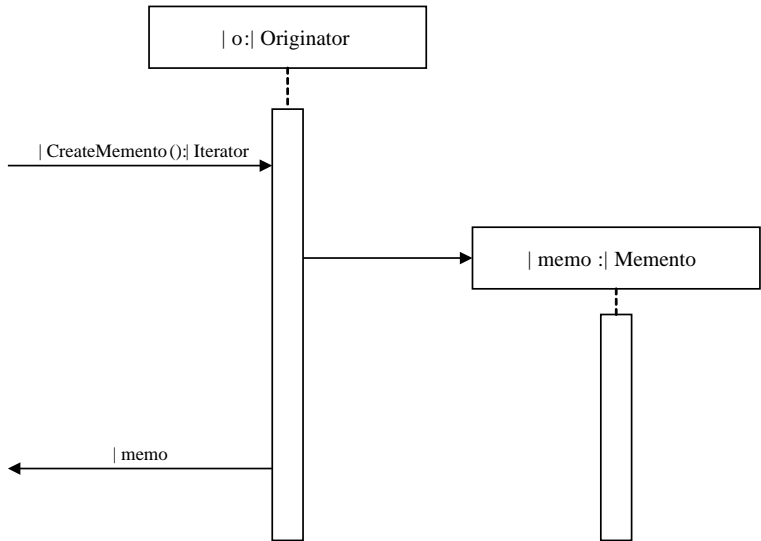 | o:| Originator
| CreateMemento():| Iterator
| memo :| Memento
| memo